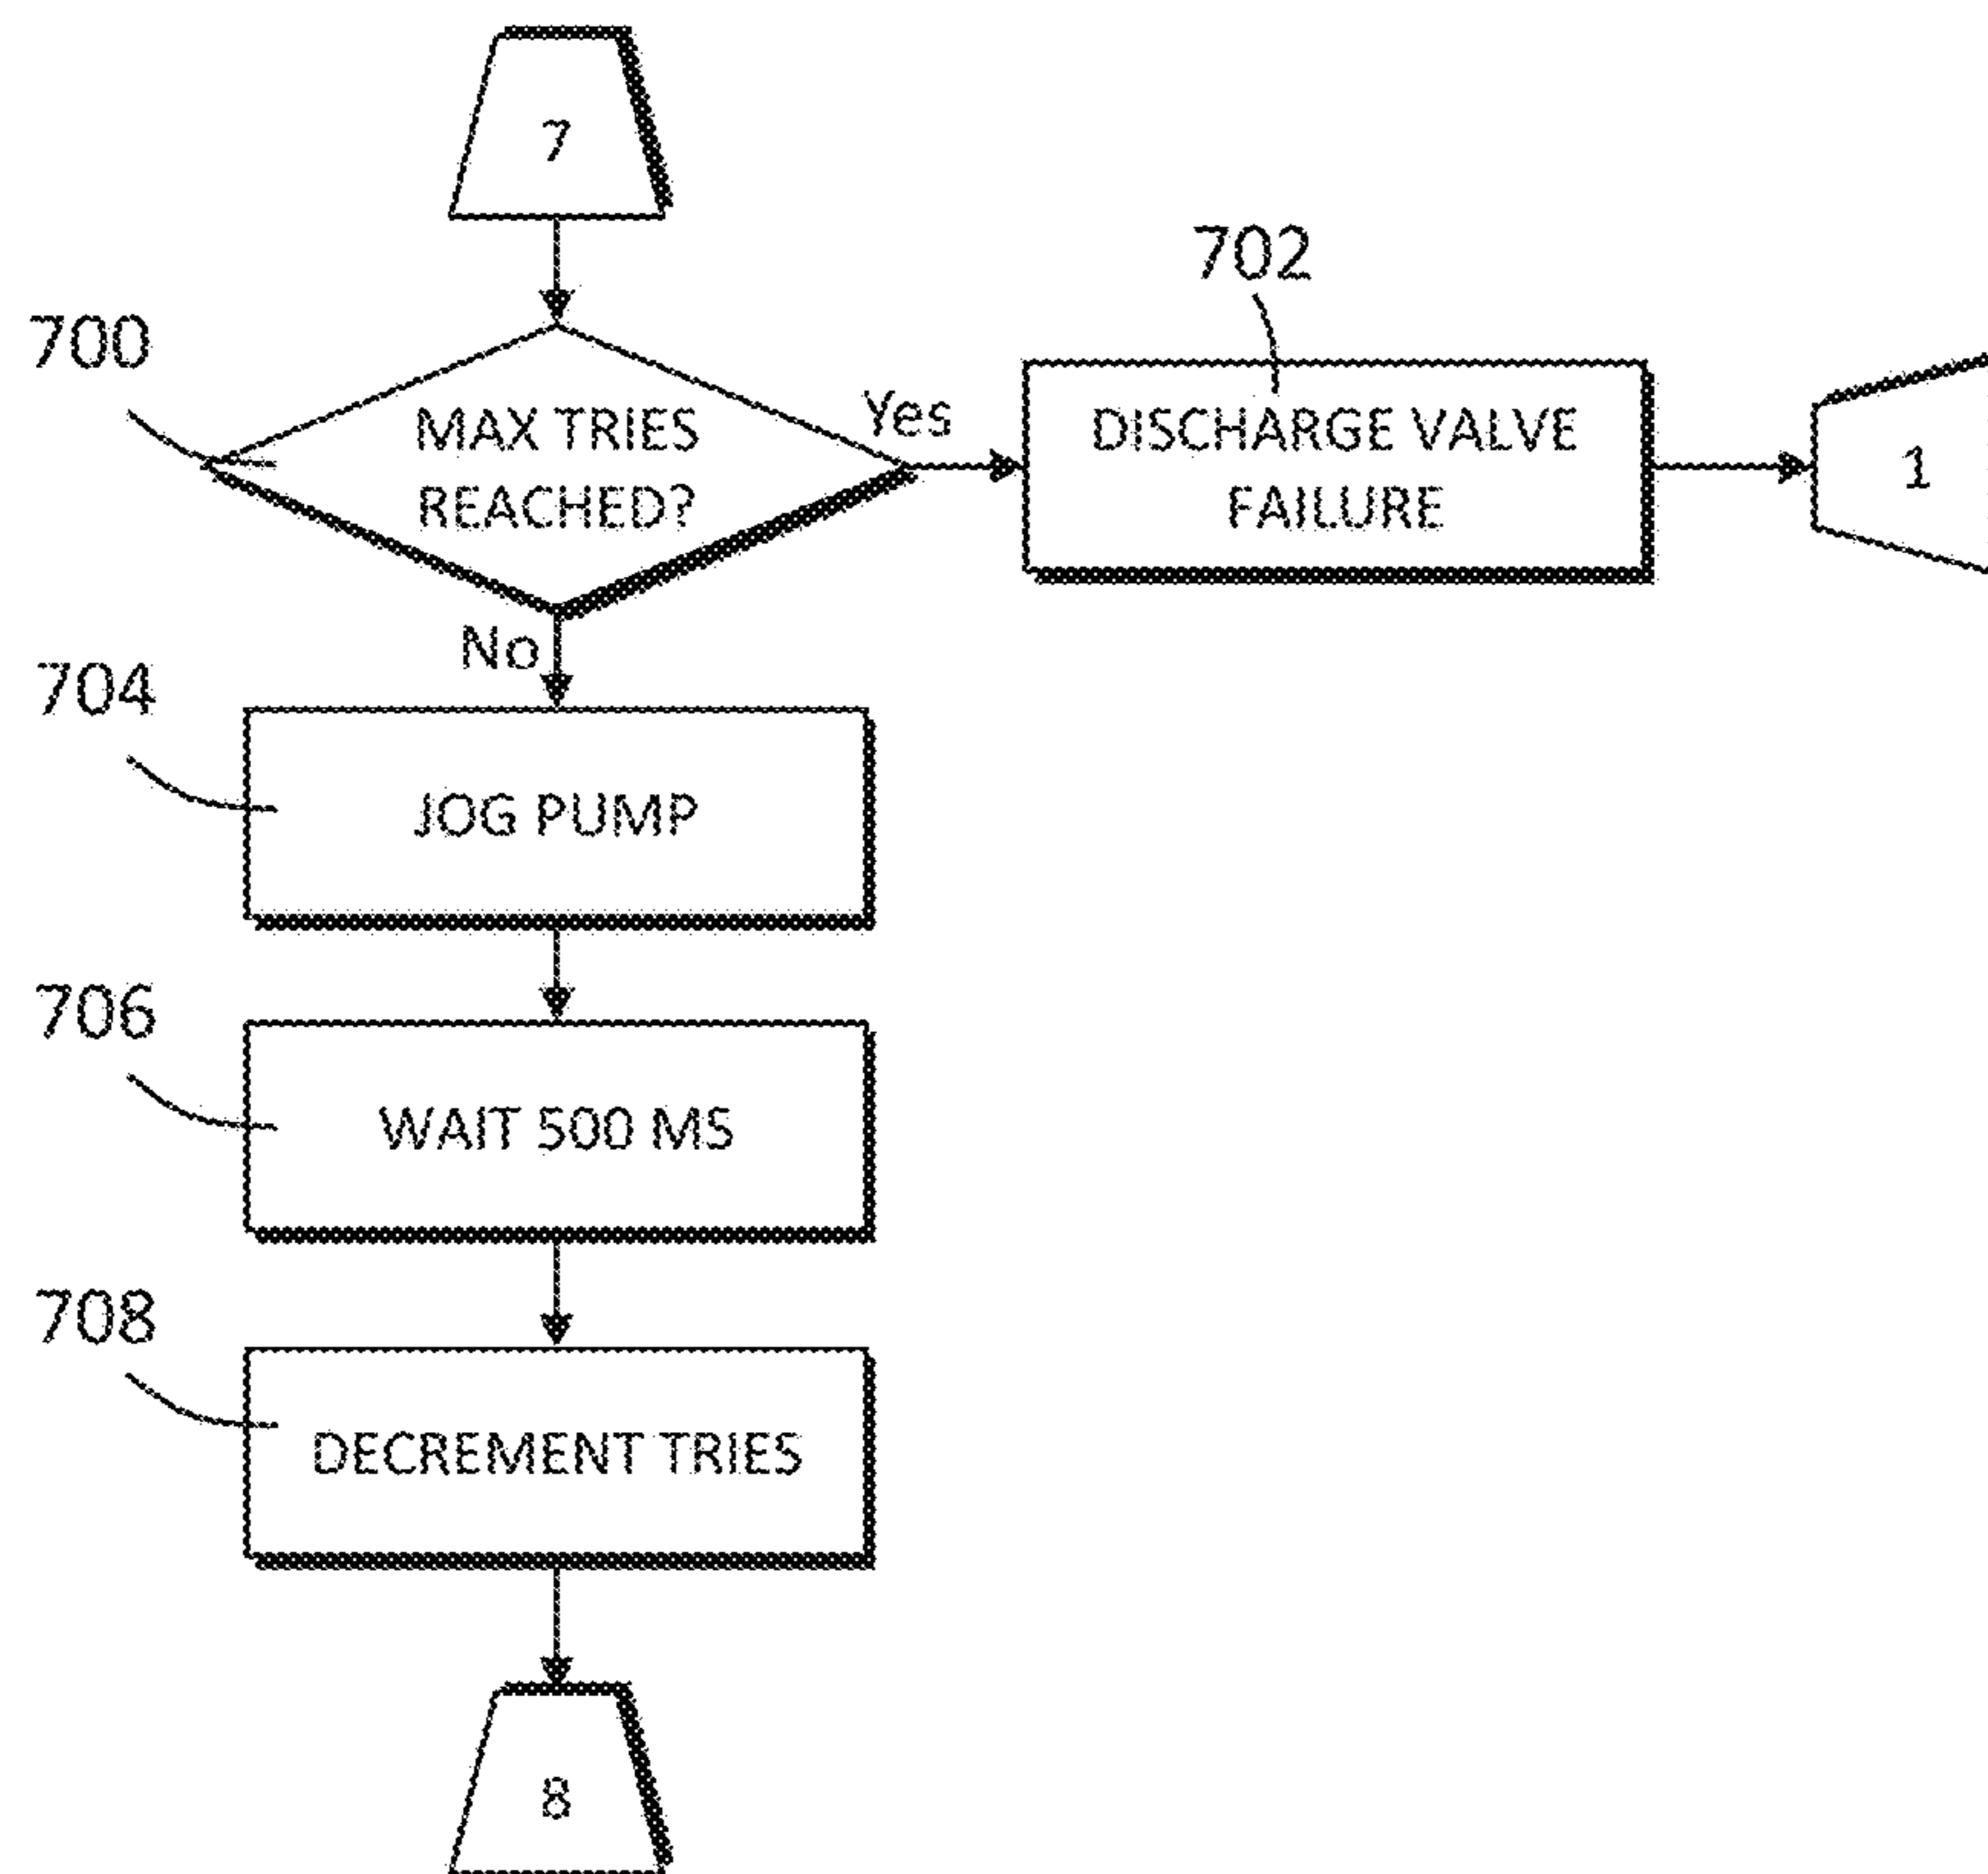 7
700
702
MAX TRIES
REACHED?
Yes
DISCHARGE VALVE
FAILURE
1
No
704
JOG PUMP
706
WAIT 500 MS
708
DECREMENT TRIES
8